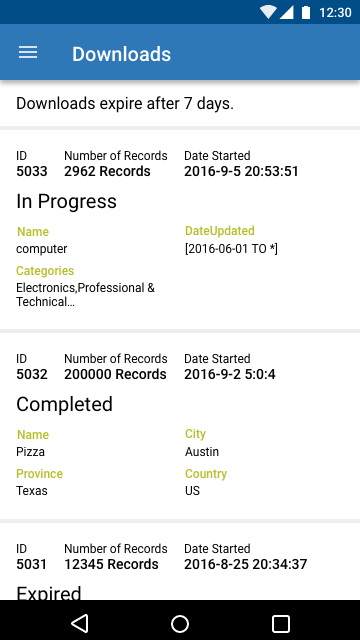 12:30
Downloads
Downloads expire after 7 days.
ID Number of Records Date Started
5033 2962 Records 2016-9-5 20:53:51
In Progress
Name DateUpdated
computer [2016-06-01 TO *]
Categories
Electronics,Professional &
Technical...
ID Number of Records Date Started
5032 200000 Records 2016-9-2 5:0:4
Completed
Name City
Pizza Austin
Province Country
Texas US
ID Number of Records Date Started
5031 12345 Records 2016-8-25 20:34:37
Expired